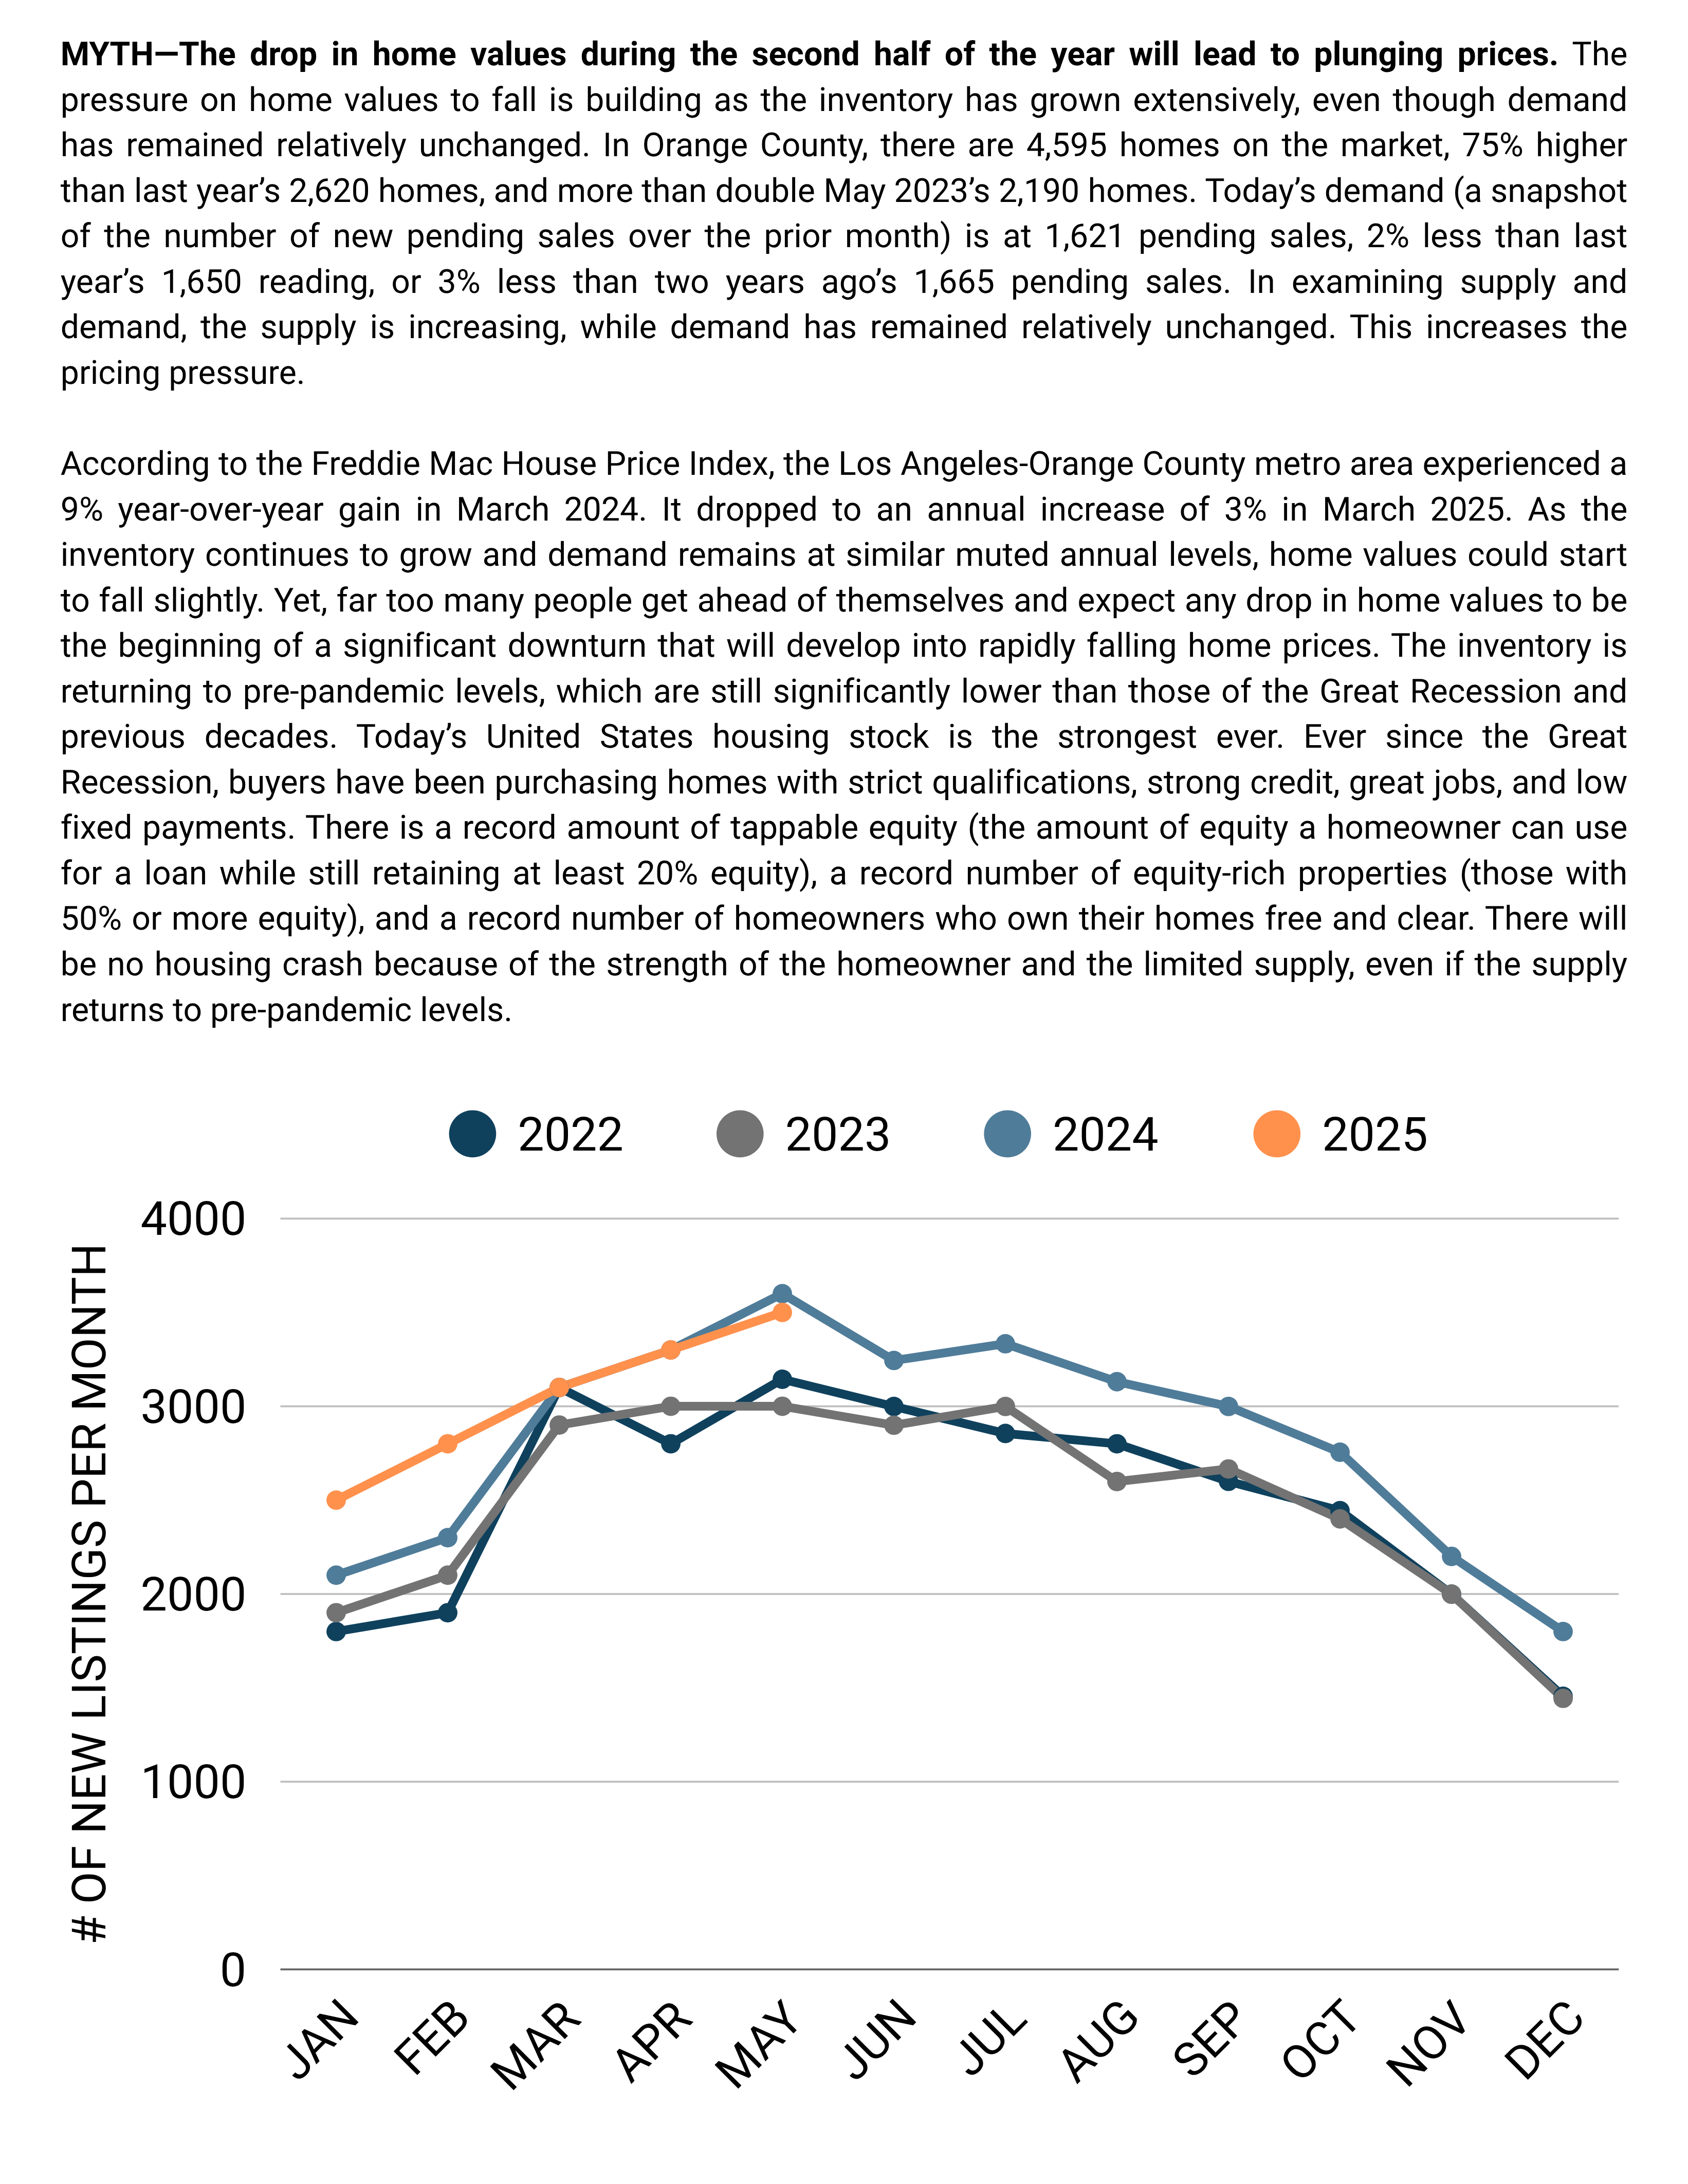 MYTH—The drop in home values during the second half of the year will lead to plunging prices. The
pressure on home values to fall is building as the inventory has grown extensively, even though demand
has remained relatively unchanged. In Orange County, there are 4,595 homes on the market, 75% higher
than last year’s 2,620 homes, and more than double May 2023’s 2,190 homes. Today’s demand (a snapshot
of the number of new pending sales over the prior month) is at 1,621 pending sales, 2% less than last
year’s 1,650 reading, or 3% less than two years ago’s 1,665 pending sales. In examining supply and
demand, the supply is increasing, while demand has remained relatively unchanged. This increases the
pricing pressure.
According to the Freddie Mac House Price Index, the Los Angeles-Orange County metro area experienced a
9% year-over-year gain in March 2024. It dropped to an annual increase of 3% in March 2025. As the
inventory continues to grow and demand remains at similar muted annual levels, home values could start
to fall slightly. Yet, far too many people get ahead of themselves and expect any drop in home values to be
the beginning of a significant downturn that will develop into rapidly falling home prices. The inventory is
returning to pre-pandemic levels, which are still significantly lower than those of the Great Recession and
previous decades. Today’s United States housing stock is the strongest ever. Ever since the Great
Recession, buyers have been purchasing homes with strict qualifications, strong credit, great jobs, and low
fixed payments. There is a record amount of tappable equity (the amount of equity a homeowner can use
for a loan while still retaining at least 20% equity), a record number of equity-rich properties (those with
50% or more equity), and a record number of homeowners who own their homes free and clear. There will
be no housing crash because of the strength of the homeowner and the limited supply, even if the supply
returns to pre-pandemic levels.
2022 2023 2024 2025
# OF NEW LISTINGS PER MONTH
4000
3000
2000
1000
0
JAN FEB MAR APR MAY JUN JUL AUG SEP OCT NOV DEC